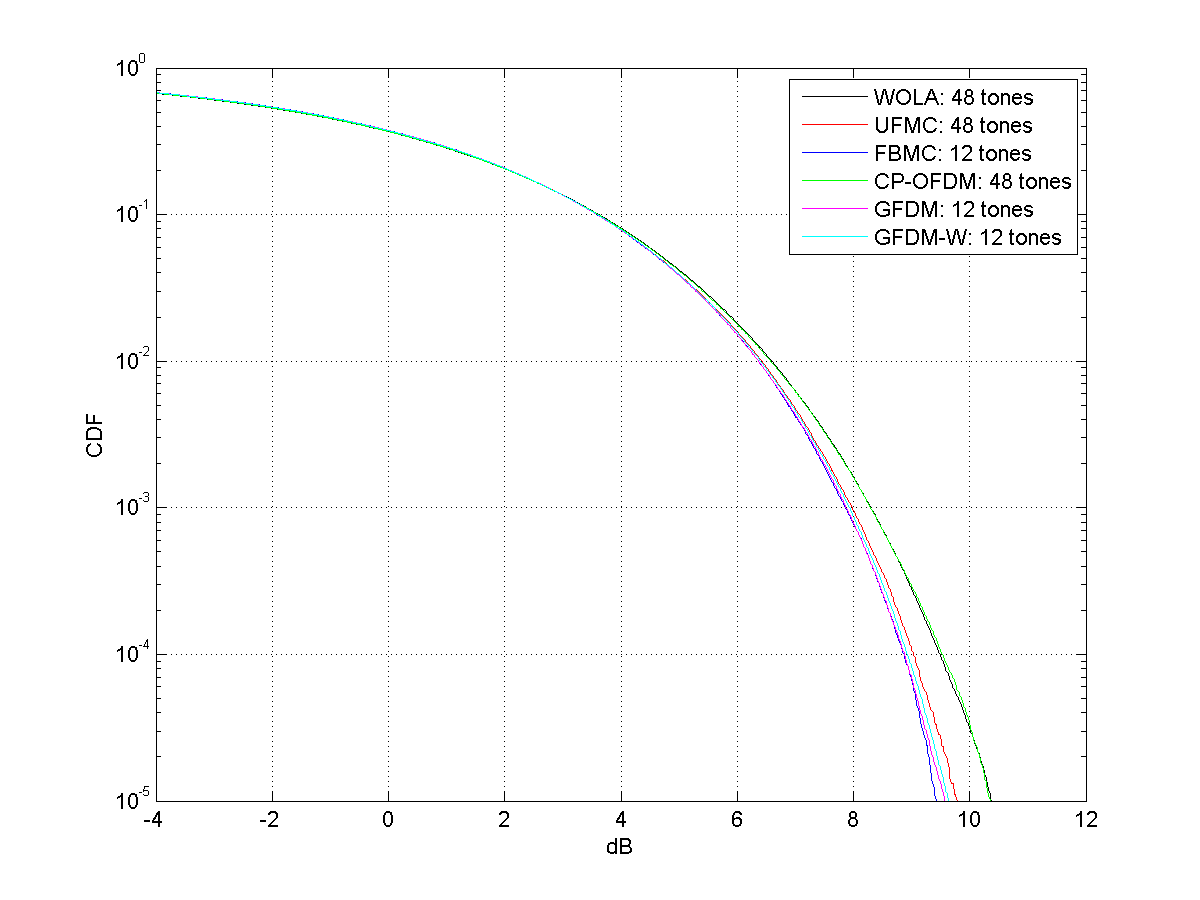 10^0
10^-1
10^-2
10^-3
10^-4
10^-5
CDF
WOLA: 48 tones
UFMC: 48 tones
FBMC: 12 tones
CP-OFDM: 48 tones
GFDM: 12 tones
GFDM-W: 12 tones
-4 -2 0 2 4 6 8 10 12
dB